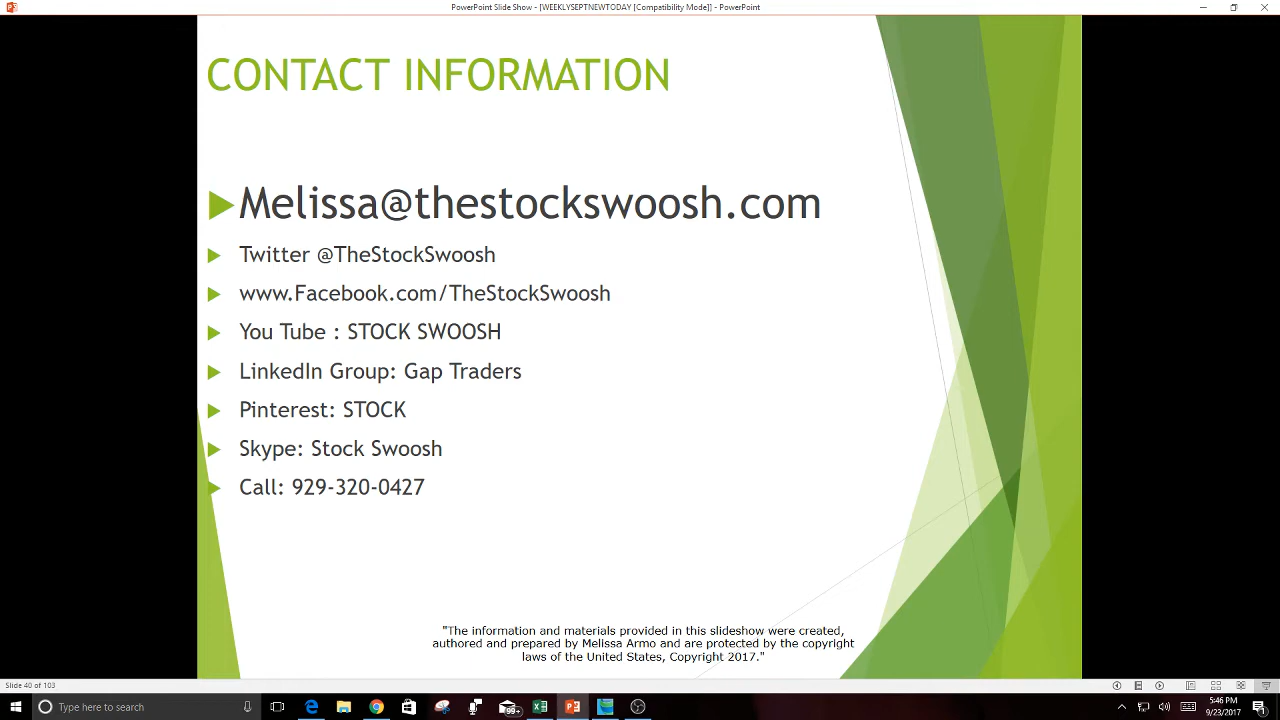 PowerPoint Slide Show - [WEEKLYSEPTNEWTODAY [Compatibility Mode]] - PowerPoint
CONTACT INFORMATION
Melissa@thestockswoosh.com
Twitter @TheStockSwoosh
www.Facebook.com/TheStockSwoosh
You Tube : STOCK SWOOSH
LinkedIn Group: Gap Traders
Pinterest: STOCK
Skype: Stock Swoosh
Call: 929-320-0427
"The information and materials provided in this slideshow were created,
authored and prepared by Melissa Armo and are protected by the copyright
laws of the United States, Copyright 2017."
Slide 40 of 103
Type here to search
5:46 PM
9/23/2017